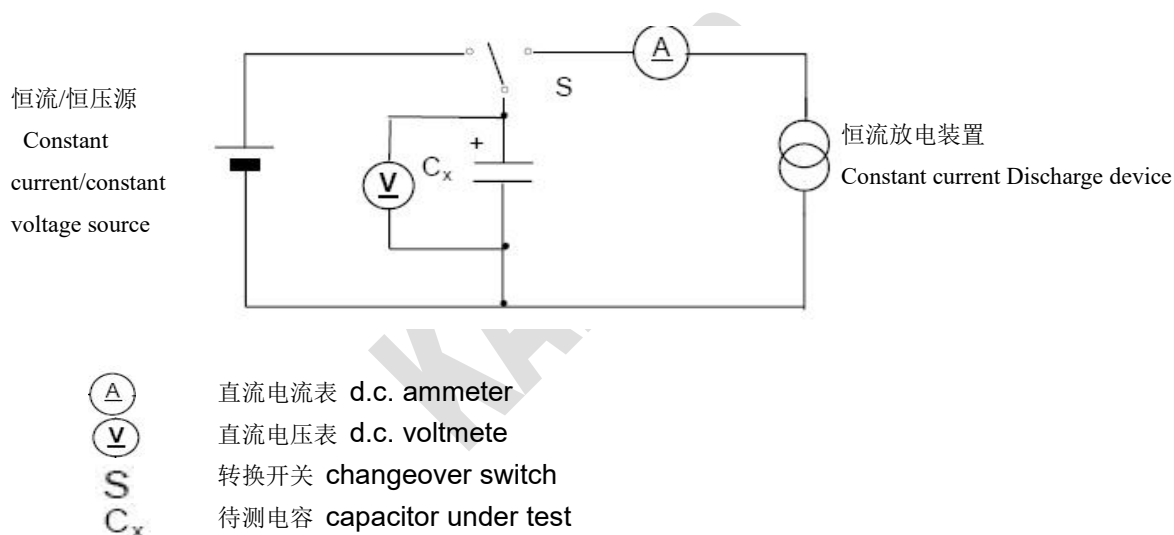 A
S
恒流/恒压源
Constant
current/constant
voltage source
+
V
Cx
恒流放电装置
Constant current Discharge device
A 直流电流表 d.c. ammeter
V 直流电压表 d.c. voltmete
S 转换开关 changeover switch
Cx 待测电容 capacitor under test